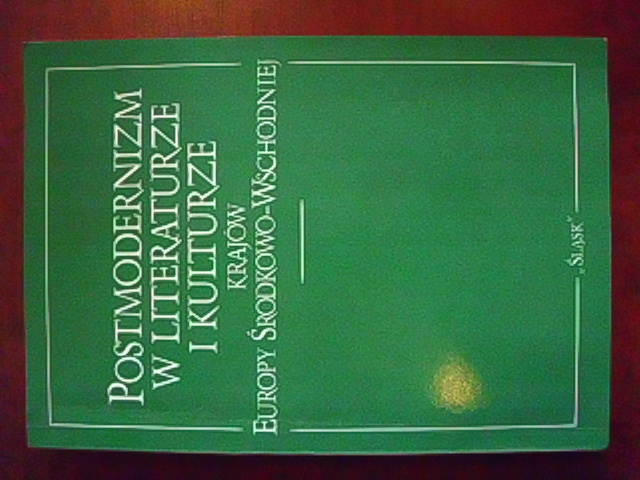 POSTMODERNIZM
W LITERATURZE
I KULTURZE
KRAJÓW
EUROPY ŚRODKOWO-WSCHODNIEJ
„ŚLĄSK”